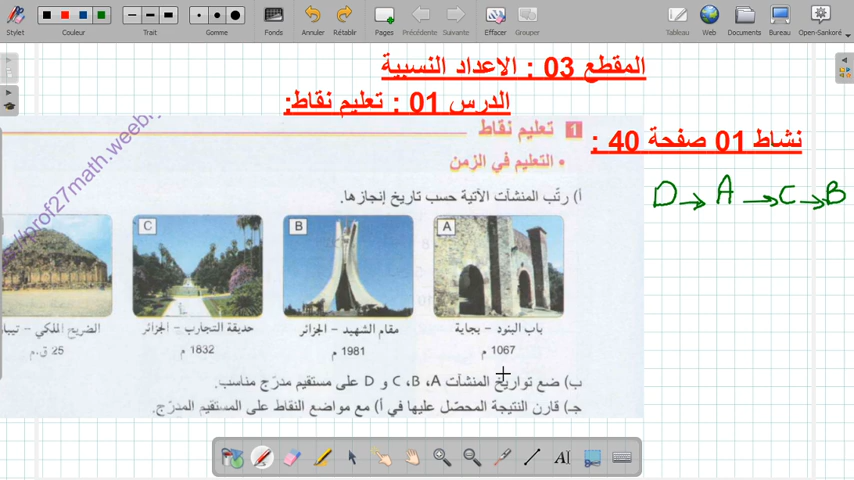 Stylet
Couleur
Trait
Gomme
Fonds
Annuler
Rétablir
Pages
Précédente
Suivante
Effacer
Grouper
Tableau
Web
Documents
Bureau
Open-Sankoré
المقطع 03 : الاعداد النسبية
الدرس 01 : تعليم نقاط:
نشاط 01 صفحة 40 :
1 تعليم نقاط
• التعليم في الزمن
أ) رتّب المنشآت الآتية حسب تاريخ إنجازها.
D → A → C → B
//prof27math.weebly
A
B
C
باب البنود – بجاية
مقام الشهيد – الجزائر
حديقة التجارب – الجزائر
الضريح الملكي – تيبا
1067 م
1981 م
1832 م
25 ق.م
ب) ضع تواريخ المنشآت A، B، C و D على مستقيم مدرّج مناسب.
جـ) قارن النتيجة المحصّل عليها في أ) مع مواضع النقاط على المستقيم المدرّج.
AI